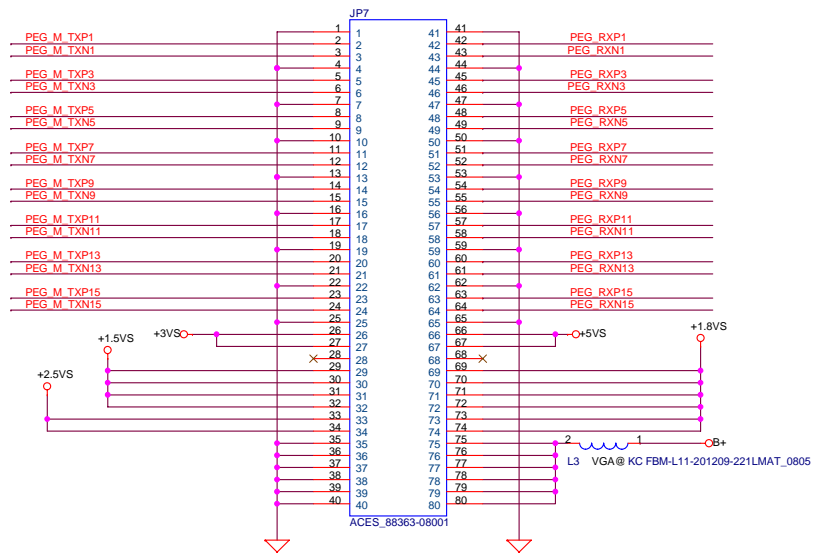 JP7
1 1 41 41
PEG_M_TXP1 2 2 42 42 PEG_RXP1
PEG_M_TXN1 3 3 43 43 PEG_RXN1
4 4 44 44
PEG_M_TXP3 5 5 45 45 PEG_RXP3
PEG_M_TXN3 6 6 46 46 PEG_RXN3
7 7 47 47
PEG_M_TXP5 8 8 48 48 PEG_RXP5
PEG_M_TXN5 9 9 49 49 PEG_RXN5
10 10 50 50
PEG_M_TXP7 11 11 51 51 PEG_RXP7
PEG_M_TXN7 12 12 52 52 PEG_RXN7
13 13 53 53
PEG_M_TXP9 14 14 54 54 PEG_RXP9
PEG_M_TXN9 15 15 55 55 PEG_RXN9
16 16 56 56
PEG_M_TXP11 17 17 57 57 PEG_RXP11
PEG_M_TXN11 18 18 58 58 PEG_RXN11
19 19 59 59
PEG_M_TXP13 20 20 60 60 PEG_RXP13
PEG_M_TXN13 21 21 61 61 PEG_RXN13
22 22 62 62
PEG_M_TXP15 23 23 63 63 PEG_RXP15
PEG_M_TXN15 24 24 64 64 PEG_RXN15
25 25 65 65
+3VS 26 26 66 66 +5VS
+1.8VS
27 27 67 67
+1.5VS
28 28 68 68
29 29 69 69
+2.5VS
30 30 70 70
31 31 71 71
32 32 72 72
33 33 73 73
34 34 74 74
35 35 75 75 2 1 B+
36 36 76 76
37 37 77 77 L3 VGA@ KC FBM-L11-201209-221LMAT_0805
38 38 78 78
39 39 79 79
40 40 80 80
ACES_88363-08001